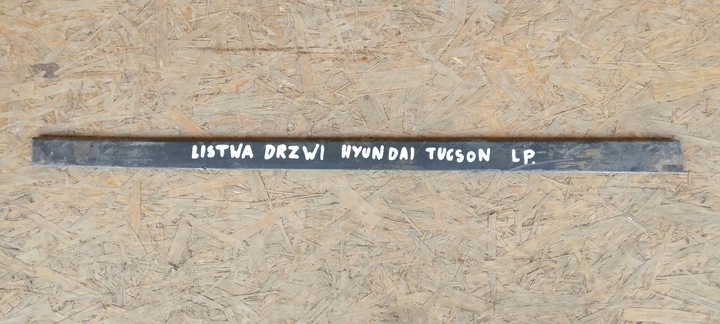 LISTWA DRZWI HYUNDAI TUCSON LP.